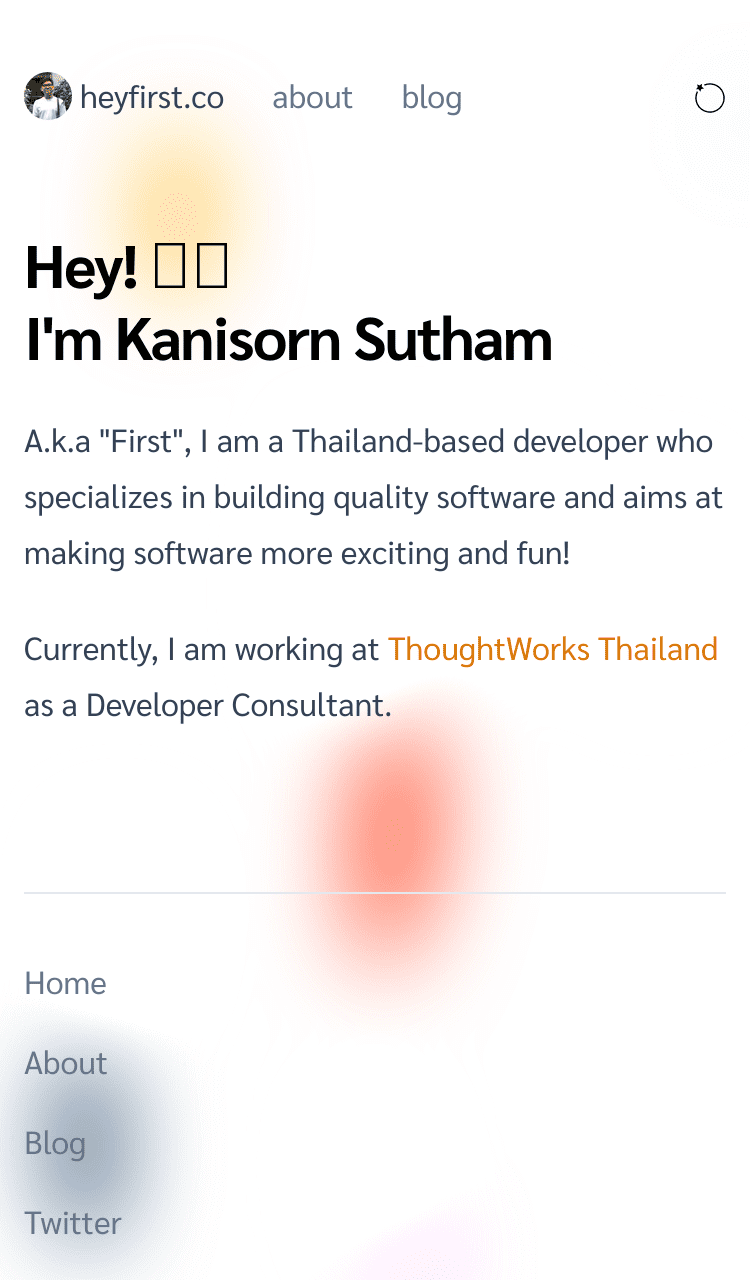 heyfirst.co about blog
Hey!
I'm Kanisorn Sutham
A.k.a "First", I am a Thailand-based developer who
specializes in building quality software and aims at
making software more exciting and fun!
Currently, I am working at ThoughtWorks Thailand
as a Developer Consultant.
Home
About
Blog
Twitter